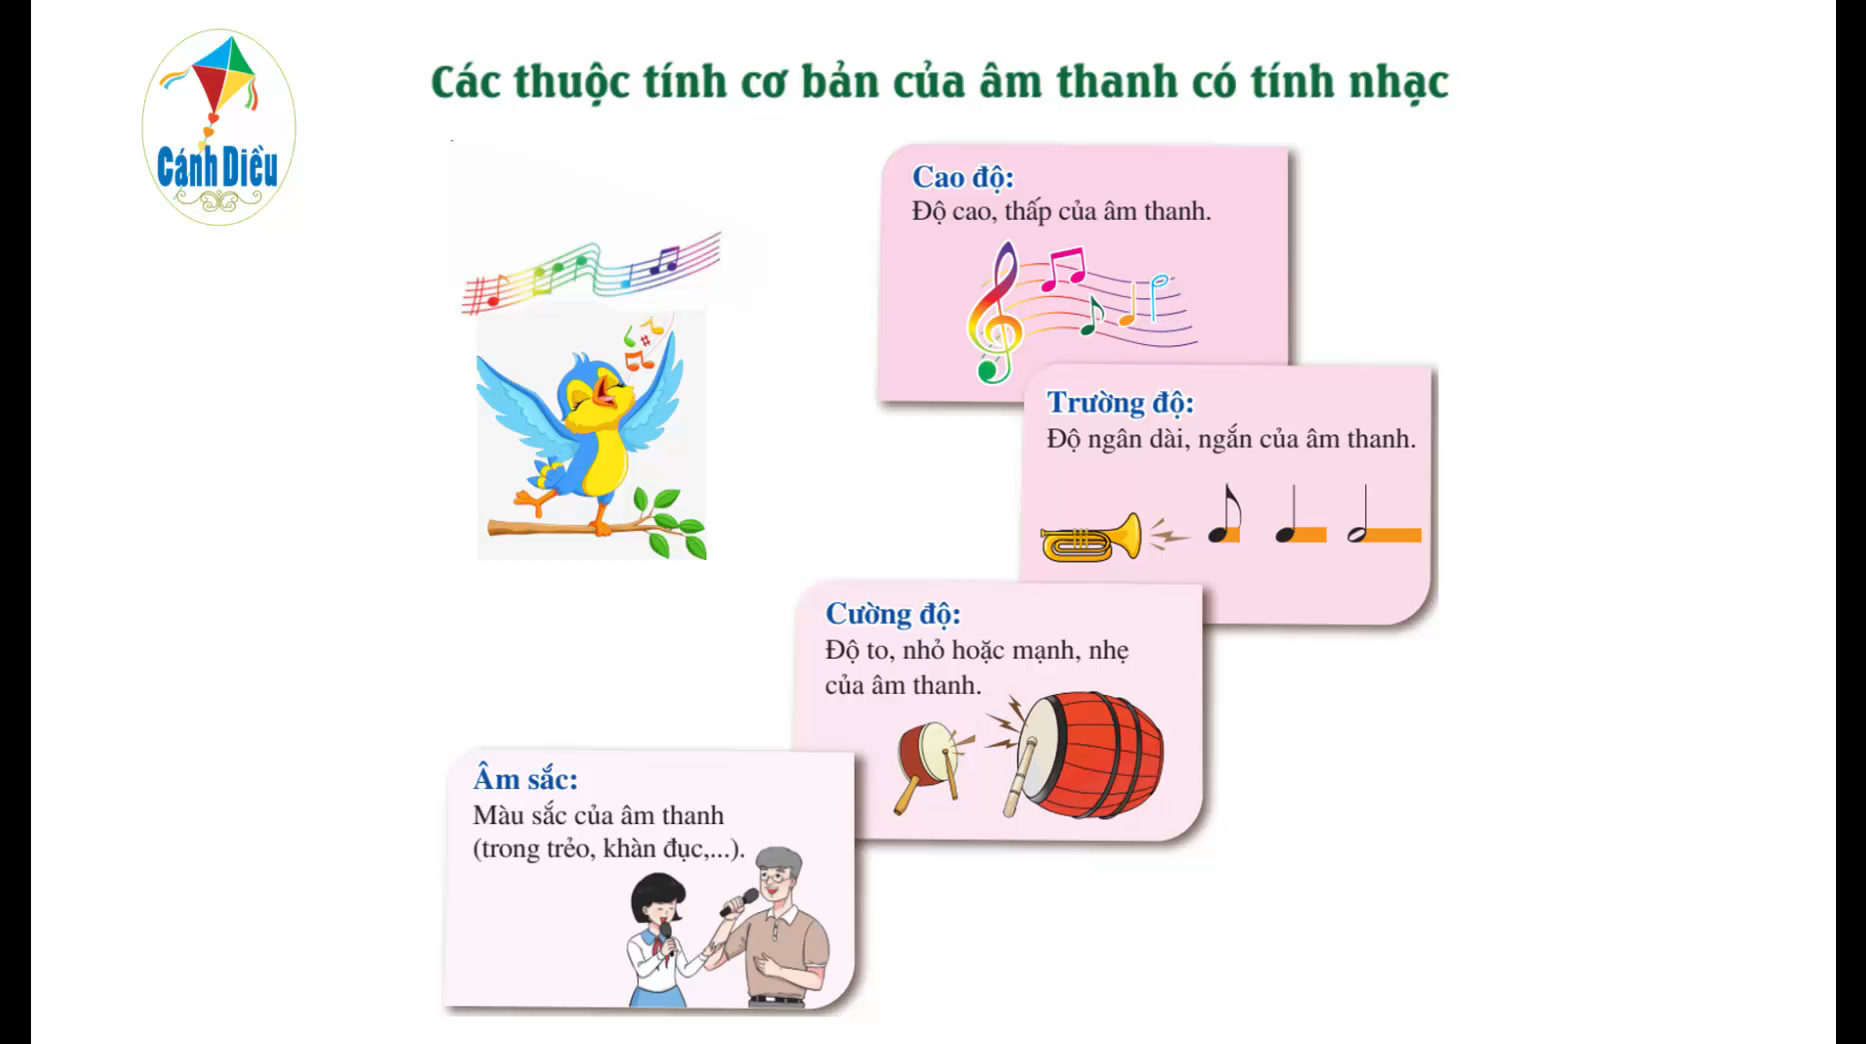 Cánh Diều
Các thuộc tính cơ bản của âm thanh có tính nhạc
Cao độ:
Độ cao, thấp của âm thanh.
Trường độ:
Độ ngân dài, ngắn của âm thanh.
Cường độ:
Độ to, nhỏ hoặc mạnh, nhẹ
của âm thanh.
Âm sắc:
Màu sắc của âm thanh
(trong trẻo, khàn đục,...).